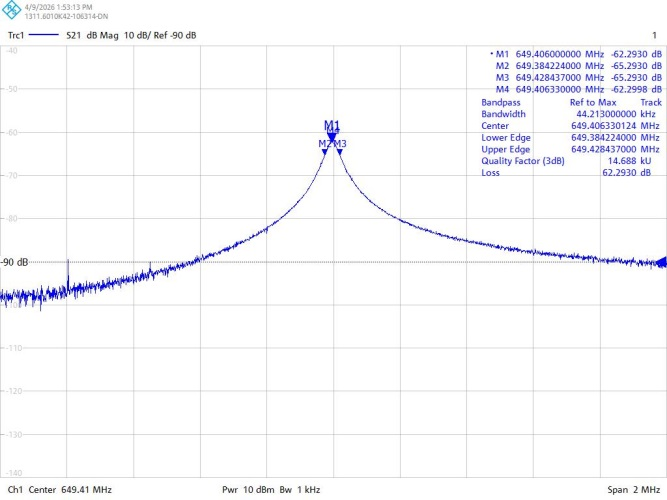 4/9/2026 1:53:13 PM
1311.6010K42-106314-DN
Trc1 S21 dB Mag 10 dB/ Ref -90 dB 1
-40
• M1 649.406000000 MHz -62.2930 dB
M2 649.384224000 MHz -65.2930 dB
M3 649.428437000 MHz -65.2930 dB
M4 649.406330000 MHz -62.2998 dB
Bandpass Ref to Max Track
Bandwidth 44.213000000 kHz
Center 649.406330124 MHz
Lower Edge 649.384224000 MHz
Upper Edge 649.428437000 MHz
Quality Factor (3dB) 14.688 kU
Loss 62.2930 dB
-50
-60
M1
M2 M3
-70
-80
-90 dB
-110
-120
-130
-140
Ch1 Center 649.41 MHz Pwr 10 dBm Bw 1 kHz Span 2 MHz